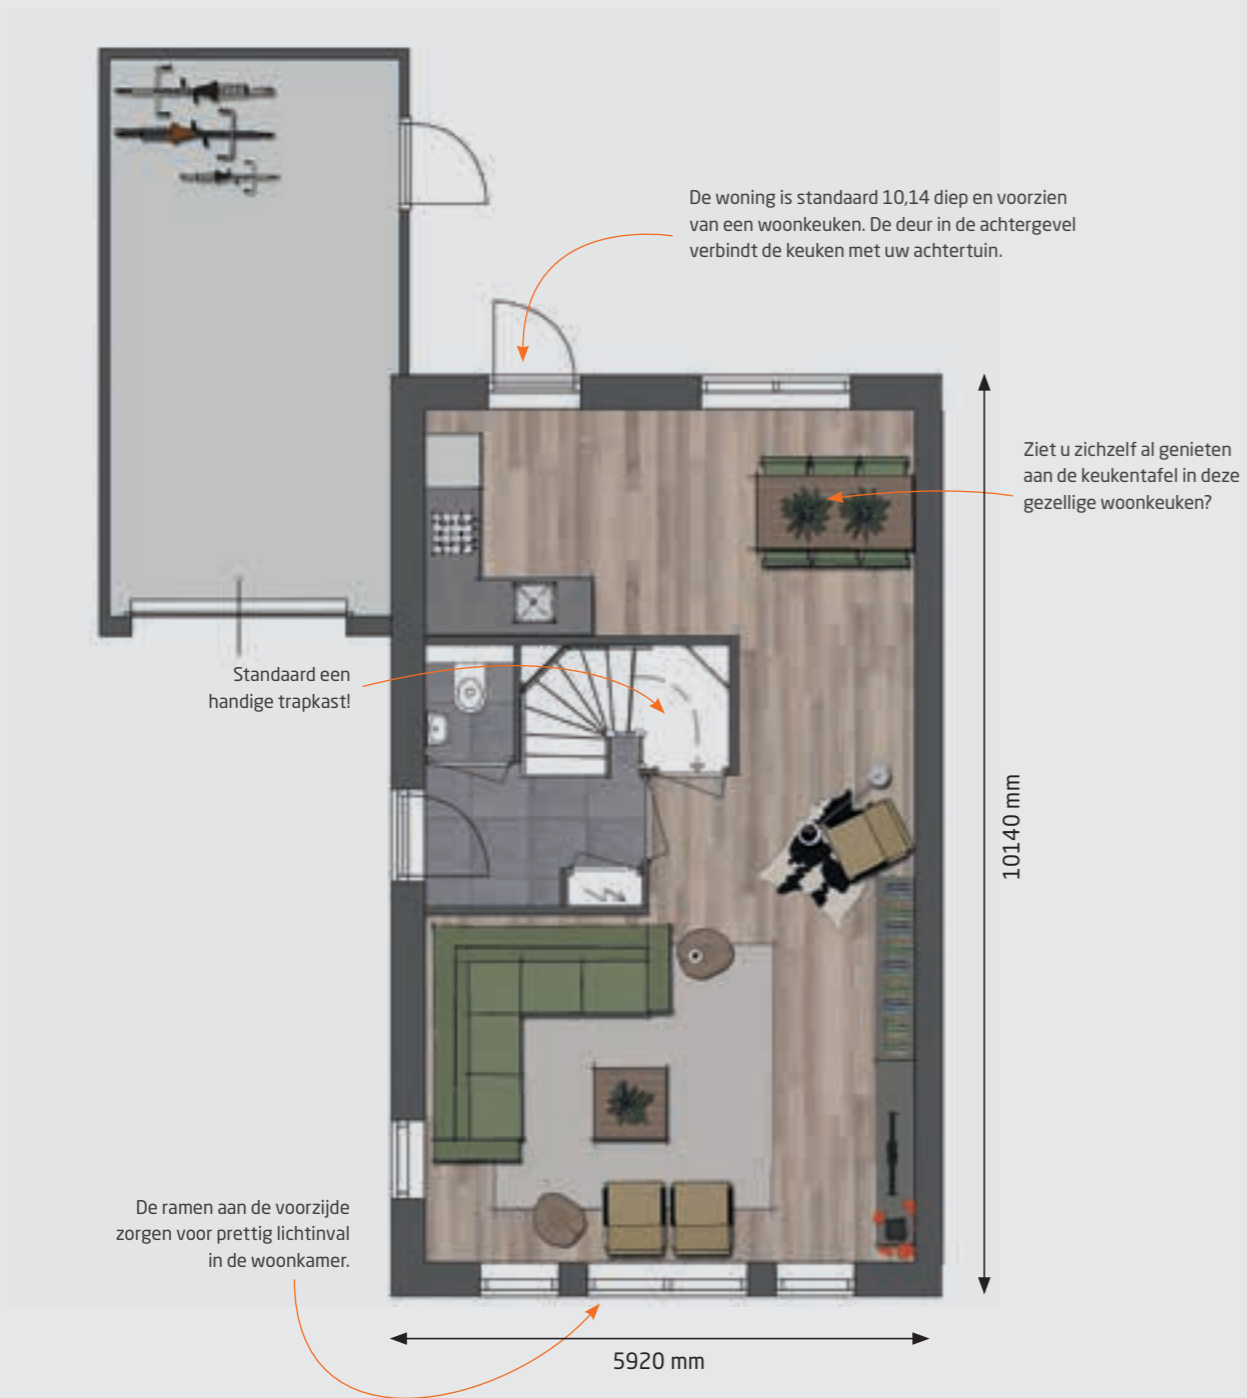 De woning is standaard 10,14 diep en voorzien
van een woonkeuken. De deur in de achtergevel
verbindt de keuken met uw achtertuin.
Ziet u zichzelf al genieten
aan de keukentafel in deze
gezellige woonkeuken?
Standaard een
handige trapkast!
10140 mm
De ramen aan de voorzijde
zorgen voor prettig lichtinval
in de woonkamer.
5920 mm